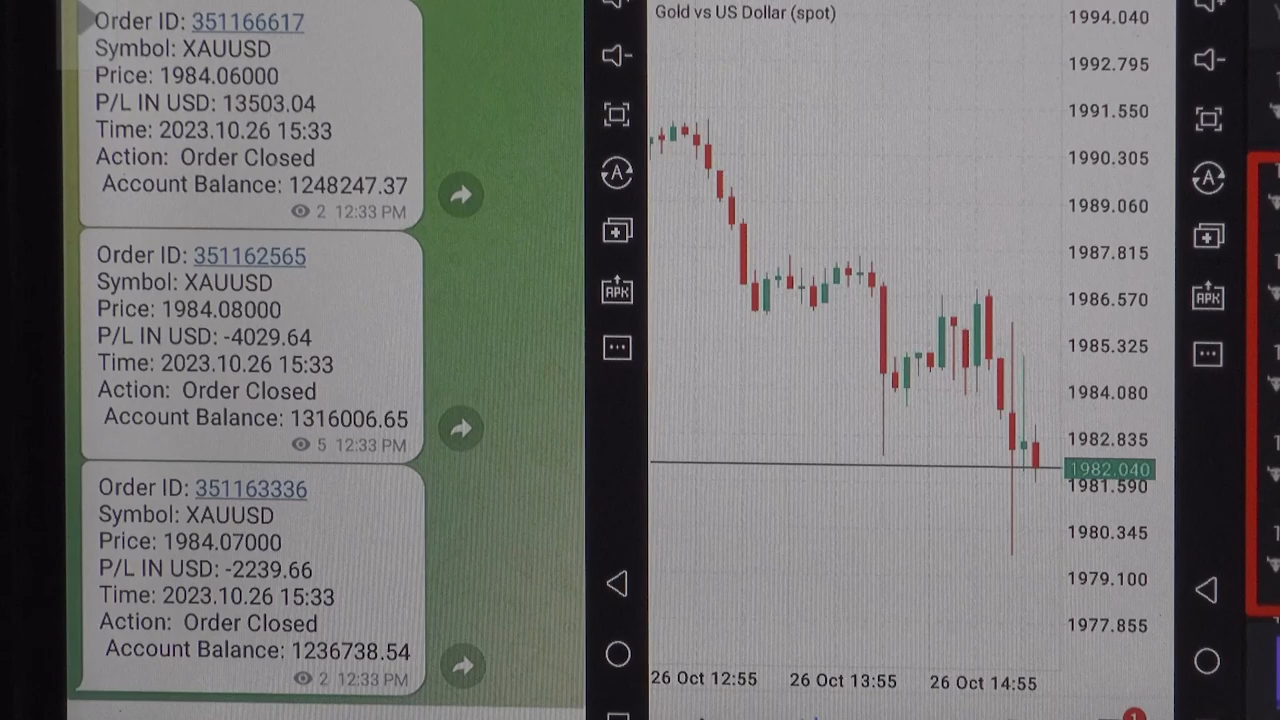 Order ID: 351166617
Symbol: XAUUSD
Price: 1984.06000
P/L IN USD: 13503.04
Time: 2023.10.26 15:33
Action: Order Closed
Account Balance: 1248247.37
2 12:33 PM
Order ID: 351162565
Symbol: XAUUSD
Price: 1984.08000
P/L IN USD: -4029.64
Time: 2023.10.26 15:33
Action: Order Closed
Account Balance: 1316006.65
5 12:33 PM
Order ID: 351163336
Symbol: XAUUSD
Price: 1984.07000
P/L IN USD: -2239.66
Time: 2023.10.26 15:33
Action: Order Closed
Account Balance: 1236738.54
2 12:33 PM
A
APK
Gold vs US Dollar (spot)
1994.040
1992.795
1991.550
1990.305
1989.060
1987.815
1986.570
1985.325
1984.080
1982.835
1982.040
1981.590
1980.345
1979.100
1977.855
26 Oct 12:55 26 Oct 13:55 26 Oct 14:55
1
A
APK